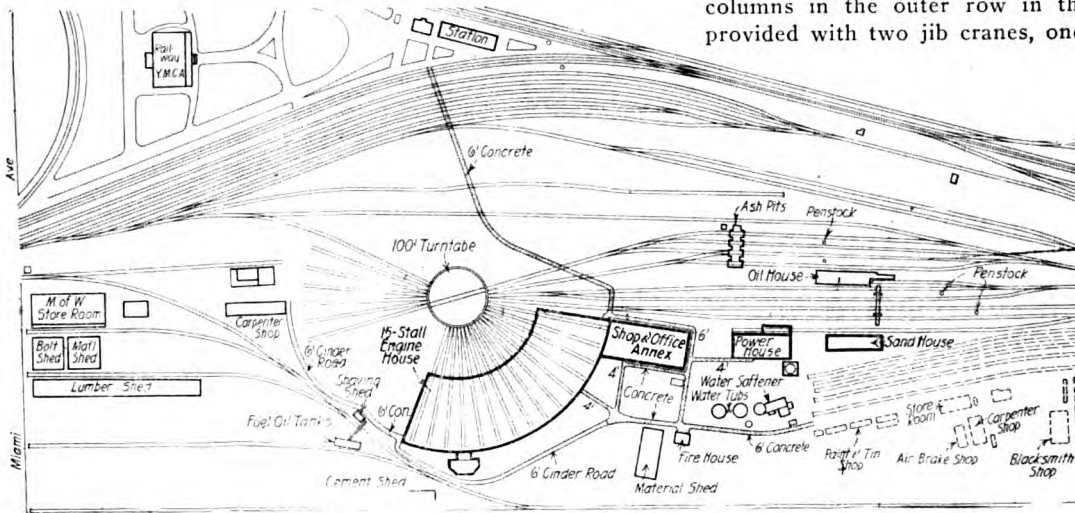 columns in the outer row in th
provided with two jib cranes, one
Station
Rail-
way
Y.M.C.A.
Ave
6' Concrete
Ash Pits
Penstock
100' Turntabe
Oil House
Penstock
M of W
Store Room
Carpenter
Shop
15-Stall
Engine
House
Shop & Office
Annex
6'
Power
House
Sand House
Bolt
Shed
Mat'l
Shed
6' Cinder
Road
4'
4'
Concrete
Water Softener
Water Tubs
Lumber Shed
Shaving
Shed
6' Con.
4'
Store
Room
Carpenter
Shop
Fuel Oil Tanks
Miami
6' Cinder Road
Fire House
6' Concrete
Paint & Tin
Shop
Air Brake Shop
Blacksmith
Shop
Cement Shed
Material Shed